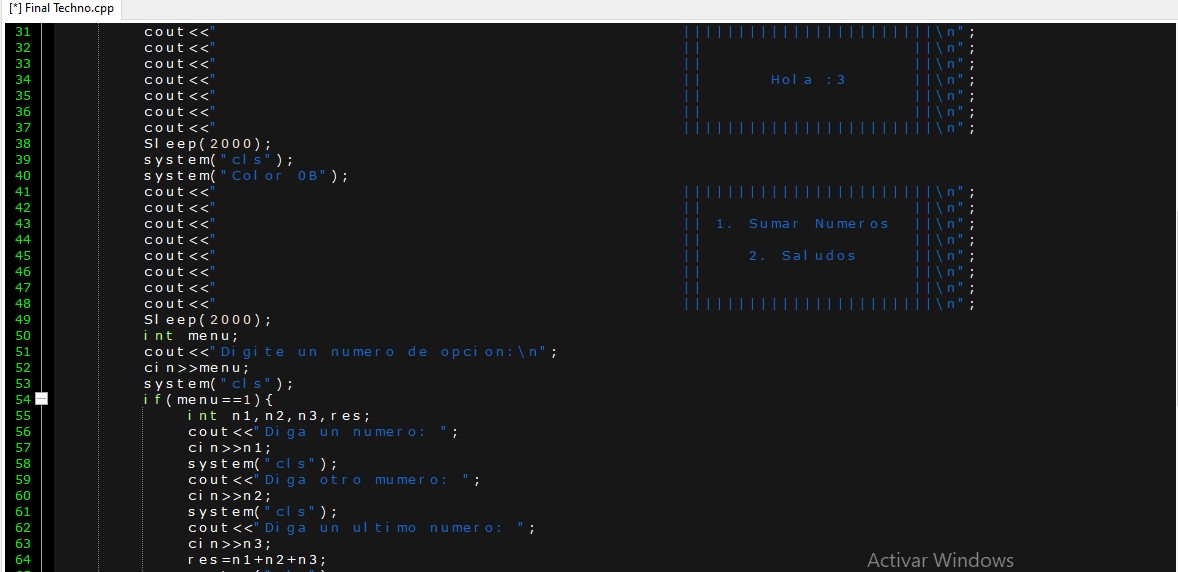 [*] Final Techno.cpp
31 cout<<" ||||||||||||||||||||||||\n";
32 cout<<" || ||\n";
33 cout<<" || ||\n";
34 cout<<" || Hola :3 ||\n";
35 cout<<" || ||\n";
36 cout<<" || ||\n";
37 cout<<" ||||||||||||||||||||||||\n";
38 Sleep(2000);
39 system("cls");
40 system("Color 0B");
41 cout<<" ||||||||||||||||||||||||\n";
42 cout<<" || ||\n";
43 cout<<" || 1. Sumar Numeros ||\n";
44 cout<<" || ||\n";
45 cout<<" || 2. Saludos ||\n";
46 cout<<" || ||\n";
47 cout<<" || ||\n";
48 cout<<" ||||||||||||||||||||||||\n";
49 Sleep(2000);
50 int menu;
51 cout<<"Digite un numero de opcion:\n";
52 cin>>menu;
53 system("cls");
54 if(menu==1){
55 int n1,n2,n3,res;
56 cout<<"Diga un numero: ";
57 cin>>n1;
58 system("cls");
59 cout<<"Diga otro mumero: ";
60 cin>>n2;
61 system("cls");
62 cout<<"Diga un ultimo numero: ";
63 cin>>n3;
64 res=n1+n2+n3;
Activar Windows